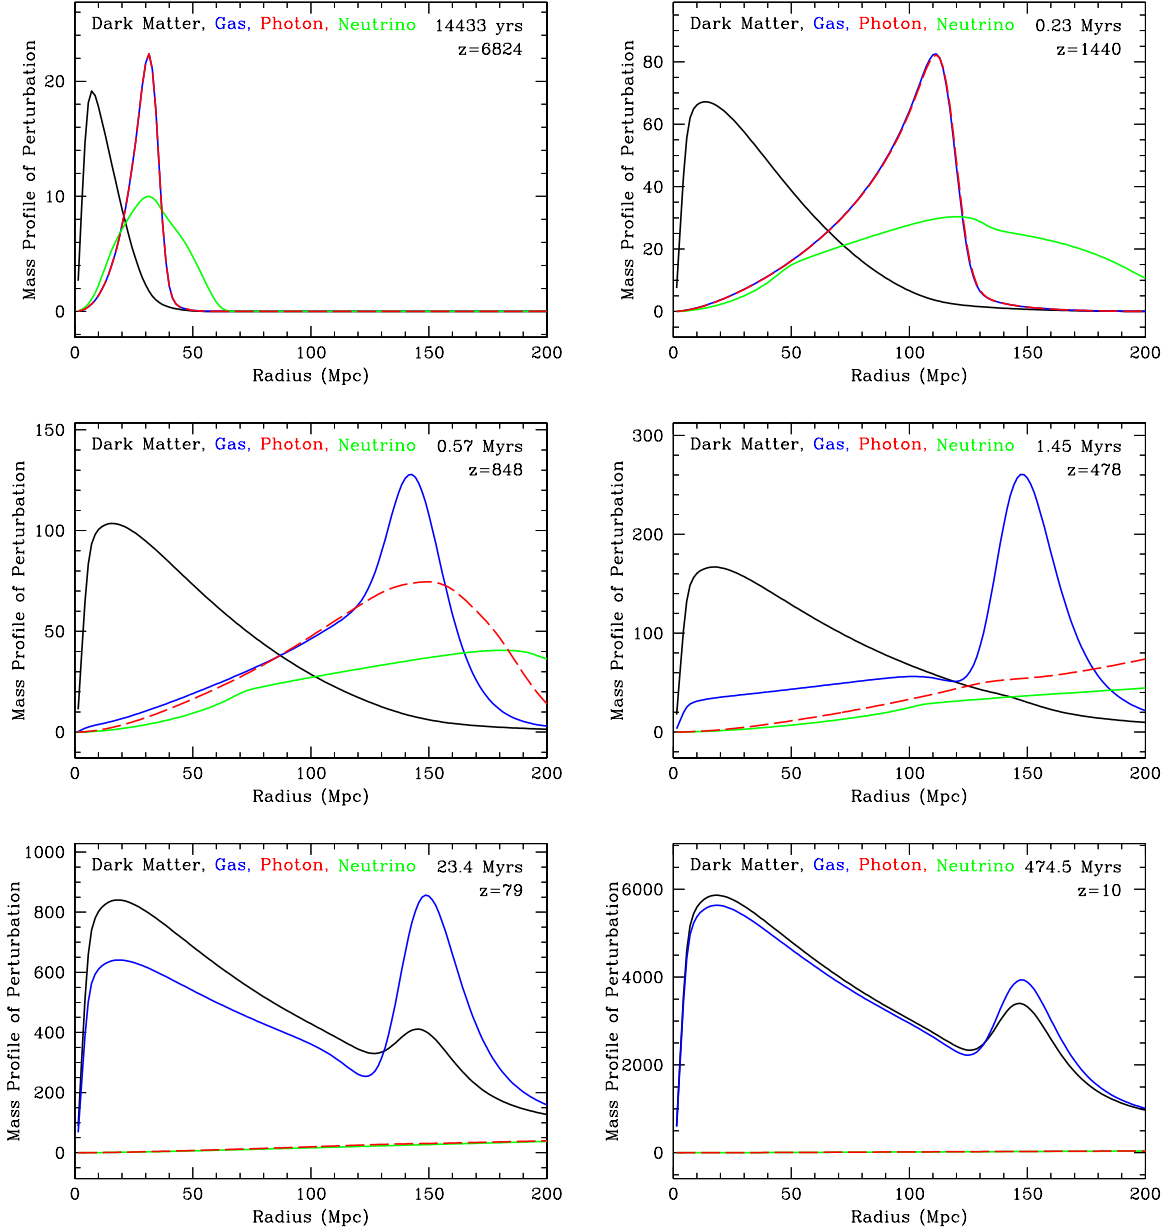 Dark Matter, Gas, Photon, Neutrino 14433 yrs
z=6824
Mass Profile of Perturbation
20
10
0
0 50 100 150 200
Radius (Mpc)
Dark Matter, Gas, Photon, Neutrino 0.23 Myrs
z=1440
Mass Profile of Perturbation
80
60
40
20
0
0 50 100 150 200
Radius (Mpc)
Dark Matter, Gas, Photon, Neutrino 0.57 Myrs
z=848
Mass Profile of Perturbation
150
100
50
0
0 50 100 150 200
Radius (Mpc)
Dark Matter, Gas, Photon, Neutrino 1.45 Myrs
z=478
Mass Profile of Perturbation
300
200
100
0
0 50 100 150 200
Radius (Mpc)
Dark Matter, Gas, Photon, Neutrino 23.4 Myrs
z=79
Mass Profile of Perturbation
1000
800
600
400
200
0
0 50 100 150 200
Radius (Mpc)
Dark Matter, Gas, Photon, Neutrino 474.5 Myrs
z=10
Mass Profile of Perturbation
6000
4000
2000
0
0 50 100 150 200
Radius (Mpc)